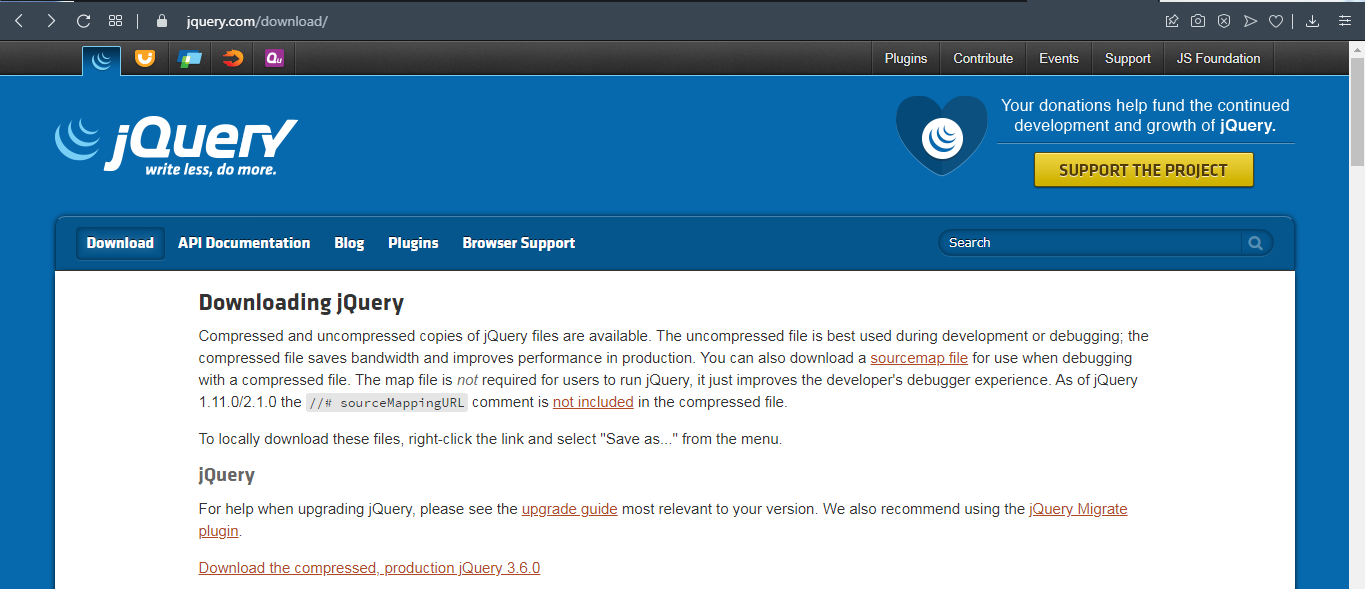 jquery.com/download/
Qu
Plugins Contribute Events Support JS Foundation
jQuery
write less, do more.
Your donations help fund the continued
development and growth of jQuery.
SUPPORT THE PROJECT
Download API Documentation Blog Plugins Browser Support Search
Downloading jQuery
Compressed and uncompressed copies of jQuery files are available. The uncompressed file is best used during development or debugging; the
compressed file saves bandwidth and improves performance in production. You can also download a sourcemap file for use when debugging
with a compressed file. The map file is not required for users to run jQuery, it just improves the developer's debugger experience. As of jQuery
1.11.0/2.1.0 the //# sourceMappingURL comment is not included in the compressed file.
To locally download these files, right-click the link and select "Save as..." from the menu.
jQuery
For help when upgrading jQuery, please see the upgrade guide most relevant to your version. We also recommend using the jQuery Migrate
plugin.
Download the compressed, production jQuery 3.6.0